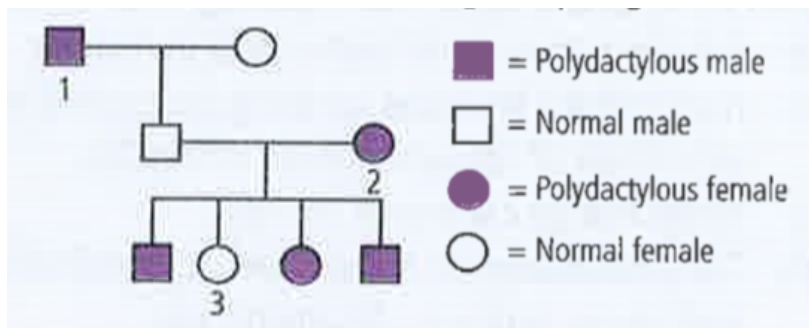 1
= Polydactylous male
= Normal male
2
= Polydactylous female
3
= Normal female